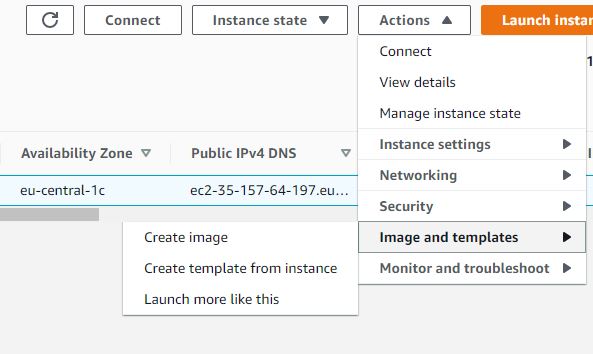 Connect
Instance state
Actions
Launch instan
Connect
View details
Manage instance state
Availability Zone
Public IPv4 DNS
Instance settings
Networking
eu-central-1c
ec2-35-157-64-197.eu...
Security
Create image
Image and templates
Create template from instance
Monitor and troubleshoot
Launch more like this